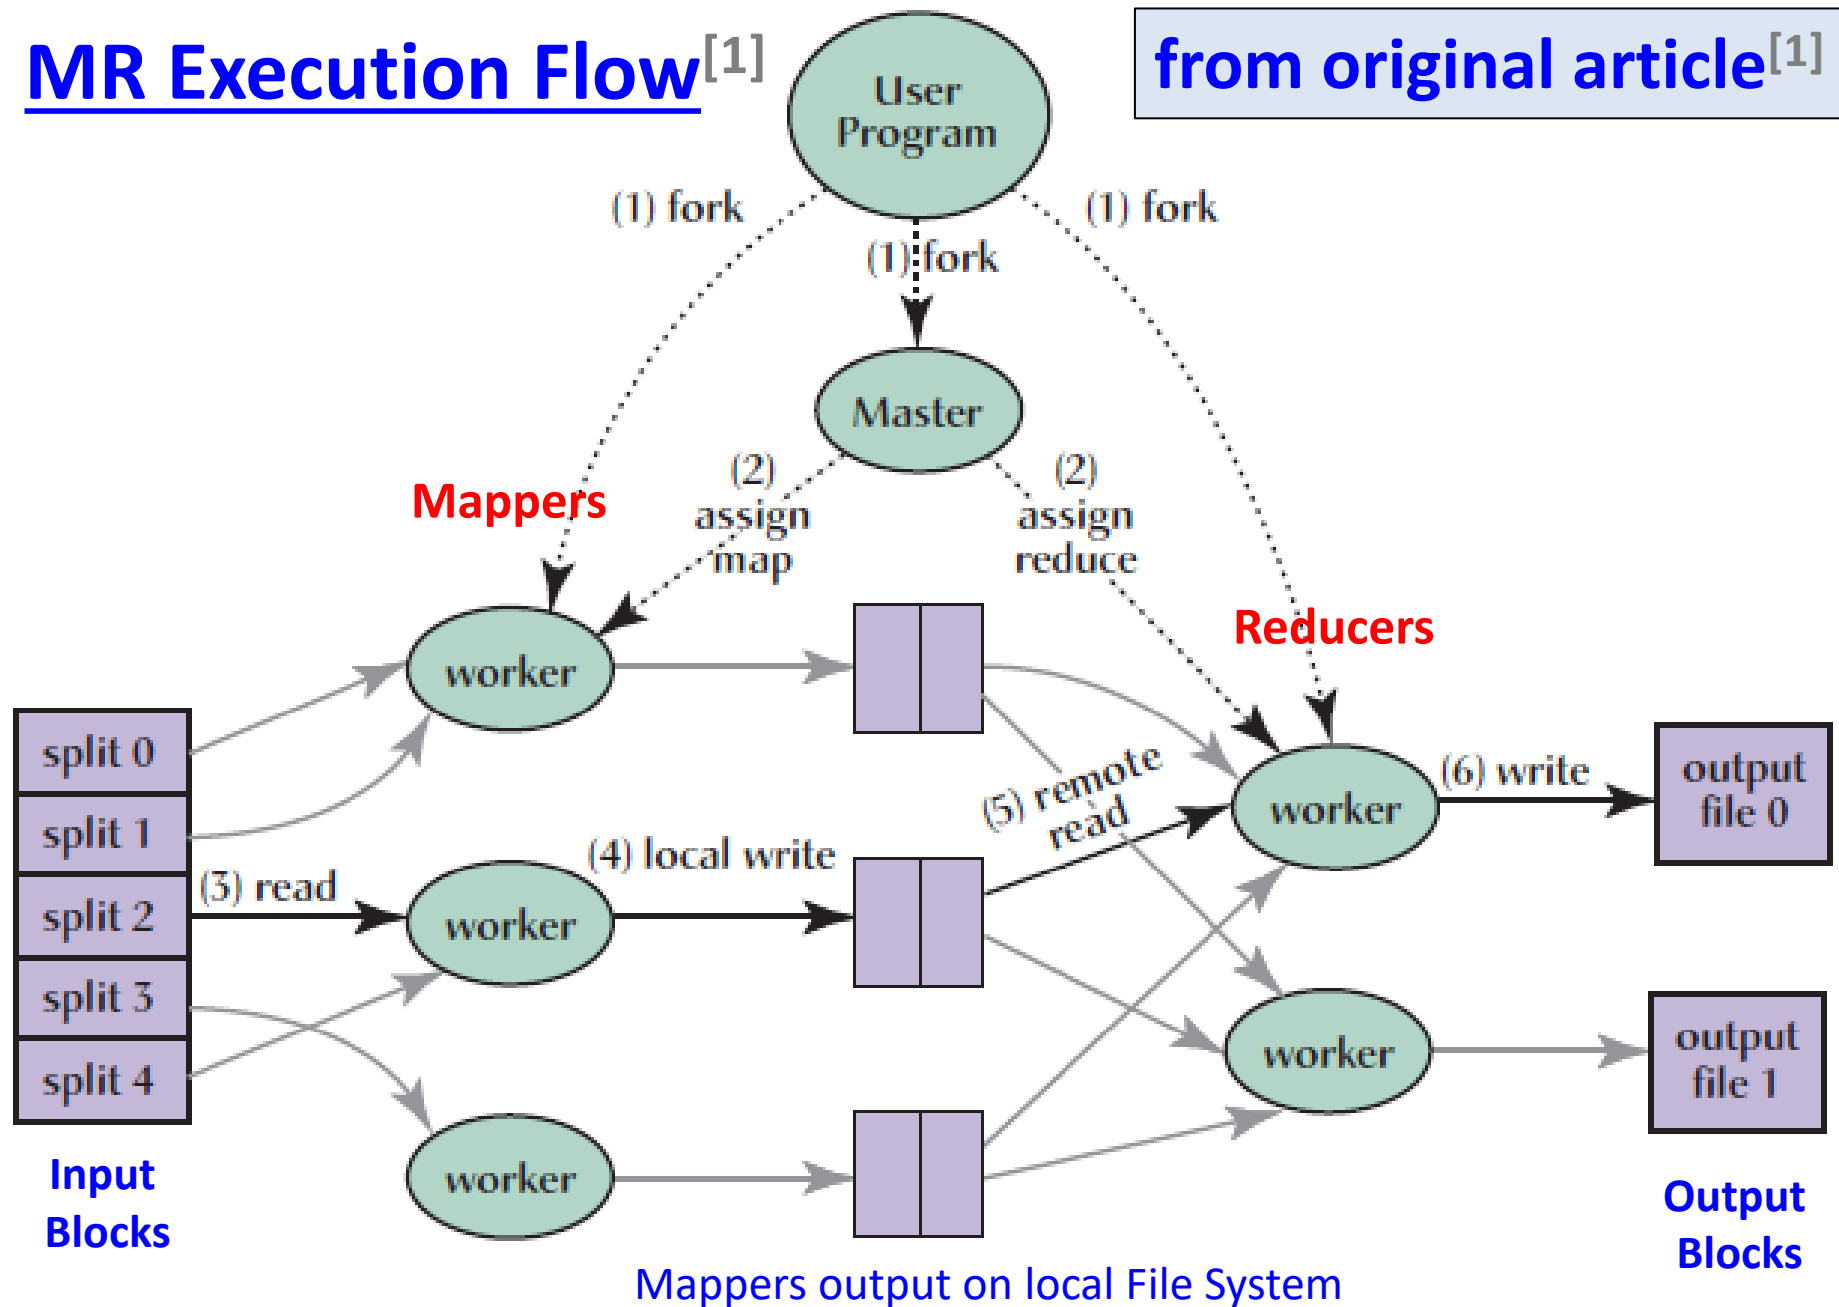 MR Execution Flow[1]
from original article[1]
User
Program
(1) fork
(1) fork
(1) fork
Master
(2)
assign
map
(2)
assign
reduce
Mappers
Reducers
worker
split 0
split 1
split 2
split 3
split 4
(3) read
worker
(4) local write
(5) remote
read
worker
(6) write
output
file 0
worker
output
file 1
worker
Input
Blocks
Output
Blocks
Mappers output on local File System